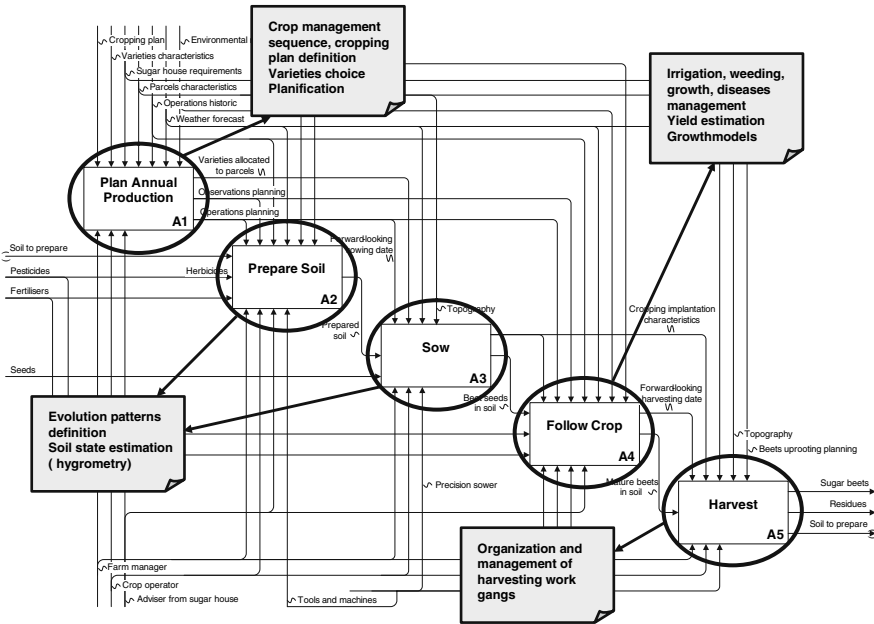 Cropping plan
Environmental
Varieties characteristics
Sugar house requirements
Parcels characteristics
Operations historic
Weather forecast
Crop management
sequence, cropping
plan definition
Varieties choice
Planification
Irrigation, weeding,
growth, diseases
management
Yield estimation
Growthmodels
Plan Annual
Production
A1
Varieties allocated
to parcels
Observations planning
Operations planning
Forward-looking
sowing date
Soil to prepare
Pesticides
Herbicides
Fertilisers
Prepare Soil
A2
Prepared
soil
Topography
Cropping implantation
characteristics
Sow
A3
Seeds
Beet seeds
in soil
Forward-looking
harvesting date
Evolution patterns
definition
Soil state estimation
( hygrometry)
Follow Crop
A4
Topography
Beets uprooting planning
Mature beets
in soil
Precision sower
Harvest
A5
Sugar beets
Residues
Soil to prepare
Organization and
management of
harvesting work
gangs
Farm manager
Crop operator
Adviser from sugar house
Tools and machines